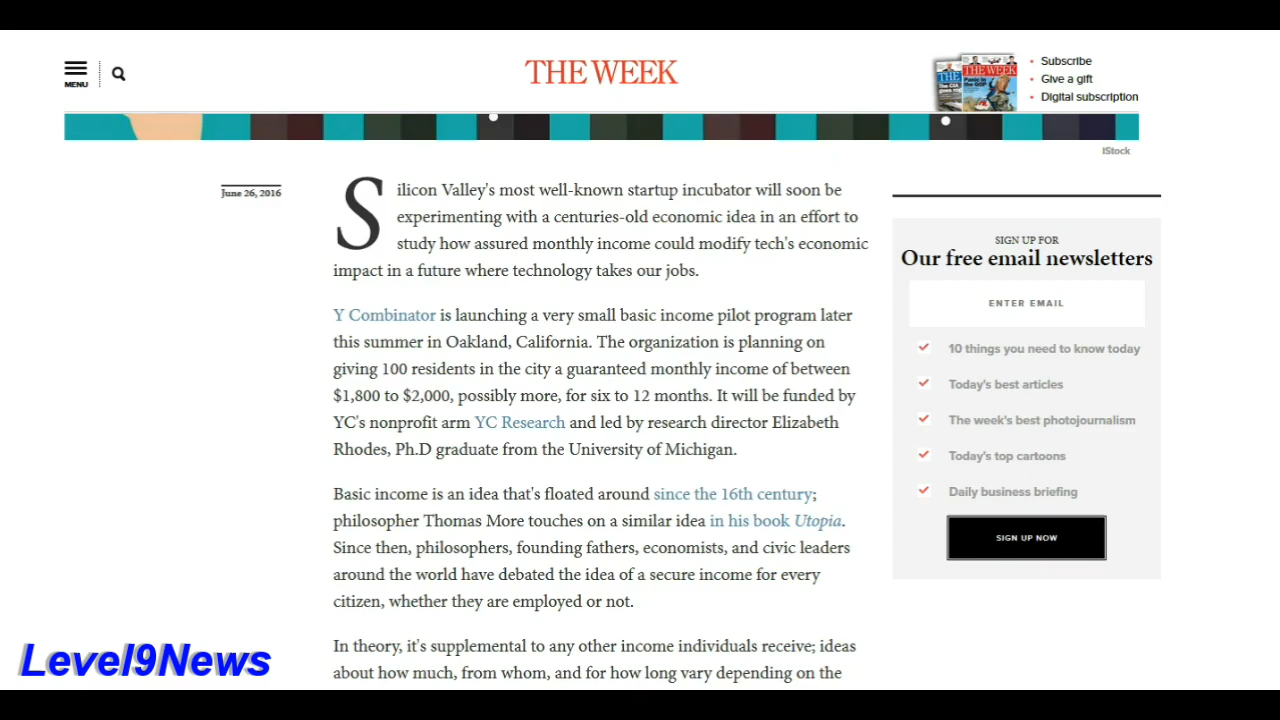 MENU
THE WEEK
Subscribe
Give a gift
Digital subscription
IStock
June 26, 2016
Silicon Valley's most well-known startup incubator will soon be
experimenting with a centuries-old economic idea in an effort to
study how assured monthly income could modify tech's economic
impact in a future where technology takes our jobs.
Y Combinator is launching a very small basic income pilot program later
this summer in Oakland, California. The organization is planning on
giving 100 residents in the city a guaranteed monthly income of between
$1,800 to $2,000, possibly more, for six to 12 months. It will be funded by
YC's nonprofit arm YC Research and led by research director Elizabeth
Rhodes, Ph.D graduate from the University of Michigan.
Basic income is an idea that's floated around since the 16th century;
philosopher Thomas More touches on a similar idea in his book Utopia.
Since then, philosophers, founding fathers, economists, and civic leaders
around the world have debated the idea of a secure income for every
citizen, whether they are employed or not.
In theory, it's supplemental to any other income individuals receive; ideas
about how much, from whom, and for how long vary depending on the
SIGN UP FOR
Our free email newsletters
ENTER EMAIL
10 things you need to know today
Today's best articles
The week's best photojournalism
Today's top cartoons
Daily business briefing
SIGN UP NOW
Level9News